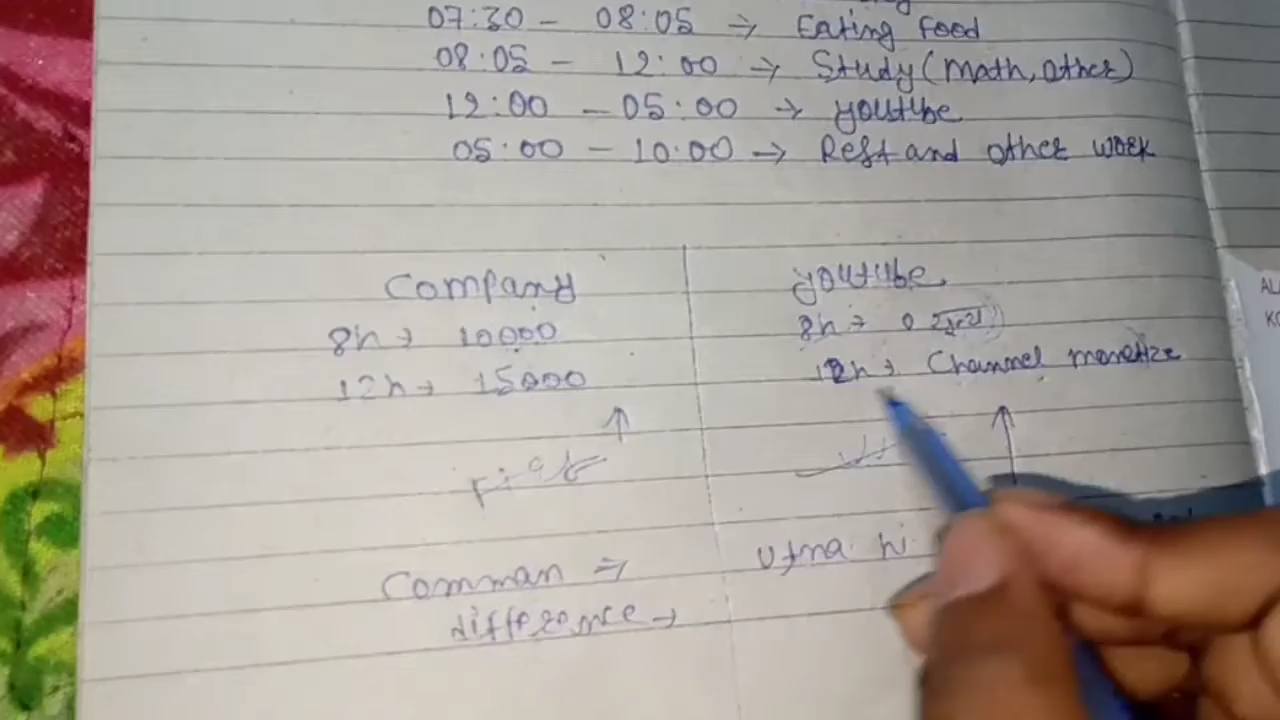 07:30 - 08:05 → Eating Food
08:05 - 12:00 → Study (Math, other)
12:00 - 05:00 → youtube
05:00 - 10:00 → Rest and other work
Company
8h → 10000
12h → 15000
youtube
8h → 0
12h → Channel monetize
Comman ⇒
difference →
Utna hi